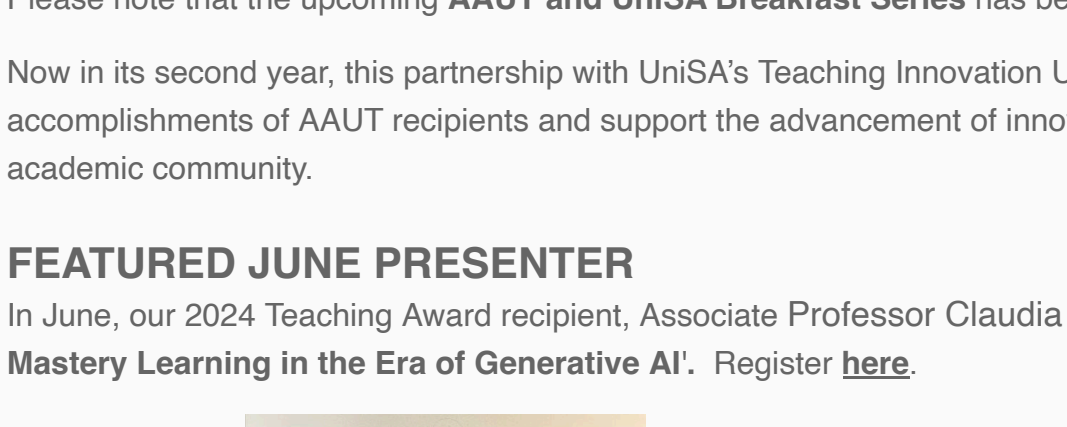 Please note that the upcoming AAUT and UniSA Breakfast Series has be
Now in its second year, this partnership with UniSA's Teaching Innovation U
accomplishments of AAUT recipients and support the advancement of inno
academic community.
FEATURED JUNE PRESENTER
In June, our 2024 Teaching Award recipient, Associate Professor Claudia
Mastery Learning in the Era of Generative AI'. Register here.